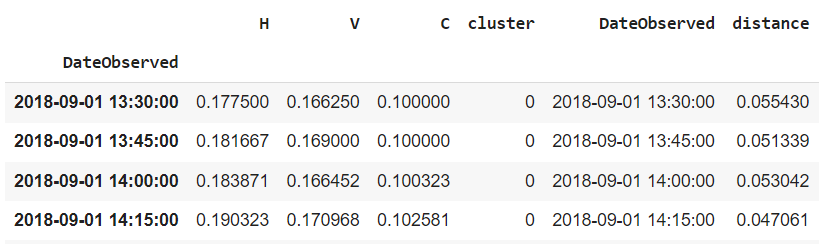 H V C cluster DateObserved distance
DateObserved
2018-09-01 13:30:00 0.177500 0.166250 0.100000 0 2018-09-01 13:30:00 0.055430
2018-09-01 13:45:00 0.181667 0.169000 0.100000 0 2018-09-01 13:45:00 0.051339
2018-09-01 14:00:00 0.183871 0.166452 0.100323 0 2018-09-01 14:00:00 0.053042
2018-09-01 14:15:00 0.190323 0.170968 0.102581 0 2018-09-01 14:15:00 0.047061